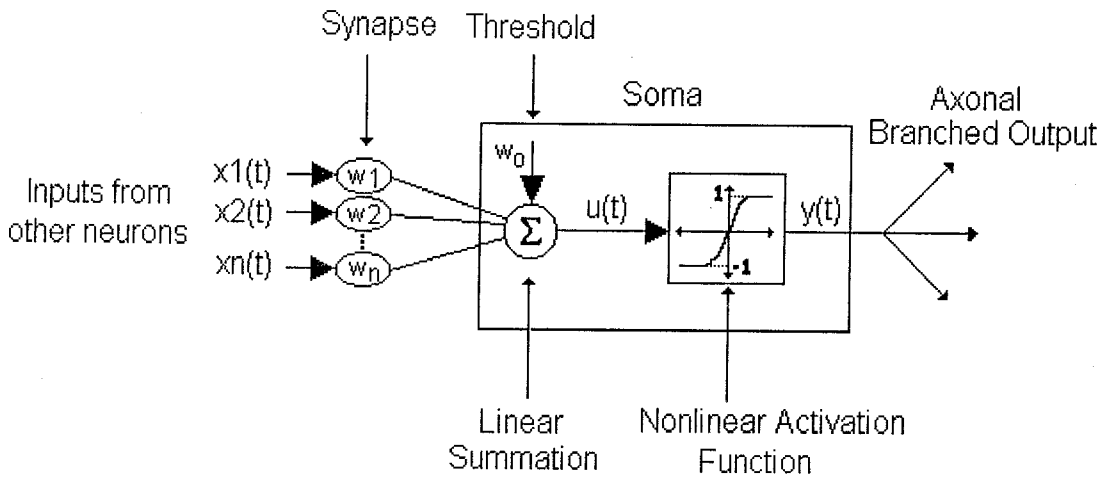 Synapse
Threshold
Soma
Axonal
Branched Output
w₀
Inputs from
other neurons
x1(t)
w1
x2(t)
w2
xn(t)
wn
Σ
u(t)
1
-1
y(t)
Linear
Summation
Nonlinear Activation
Function